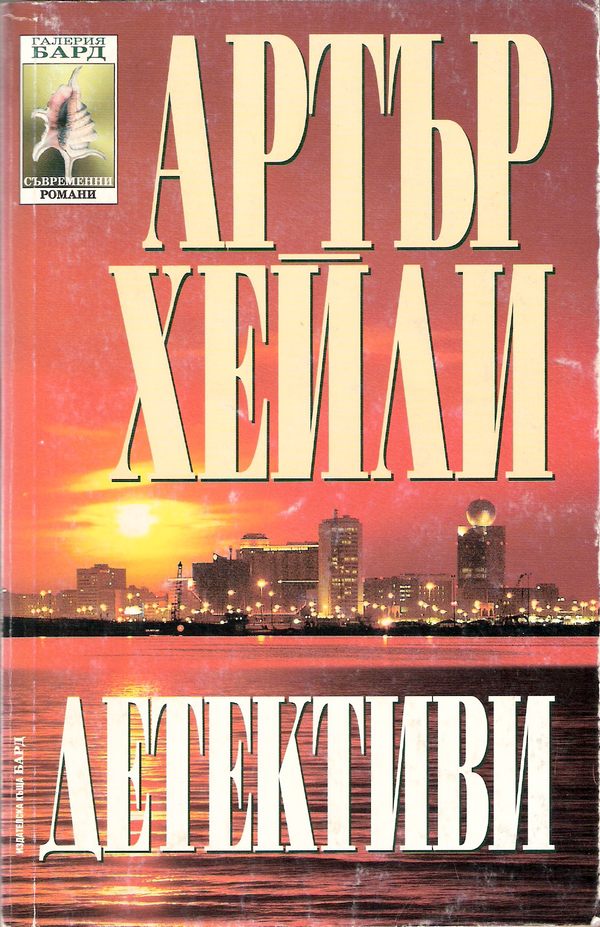 ГАЛЕРИЯ
БАРД
СЪВРЕМЕННИ
РОМАНИ
АРТЪР
ХЕЙЛИ
ДЕТЕКТИВИ
ИЗДАТЕЛСКА КЪЩА БАРД